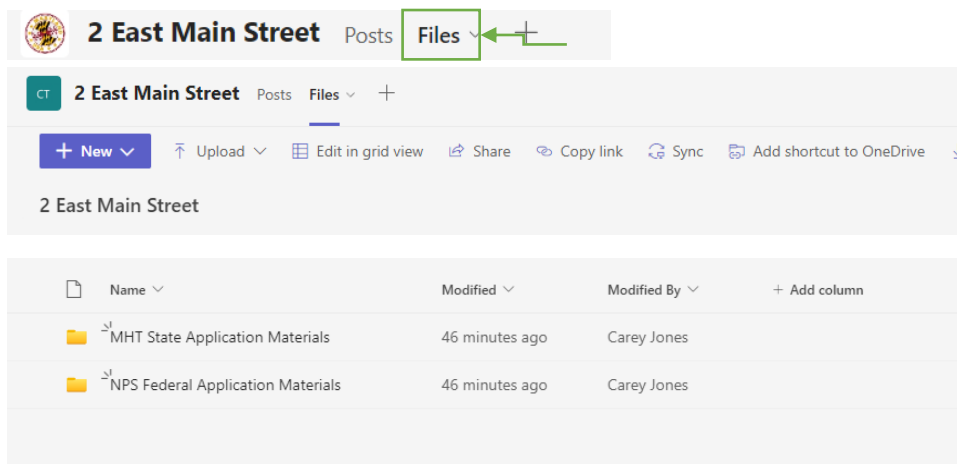 2 East Main Street Posts Files
CT 2 East Main Street Posts Files
New Upload Edit in grid view Share Copy link Sync Add shortcut to OneDrive
2 East Main Street
Name Modified Modified By + Add column
MHT State Application Materials 46 minutes ago Carey Jones
NPS Federal Application Materials 46 minutes ago Carey Jones